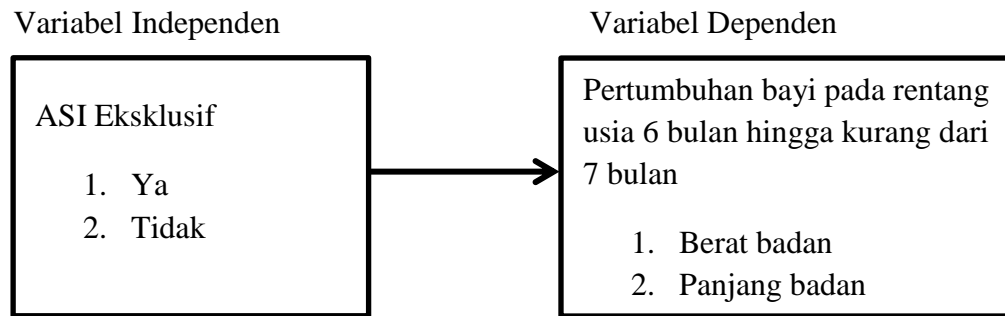 Variabel Independen
Variabel Dependen
ASI Eksklusif
1. Ya
2. Tidak
Pertumbuhan bayi pada rentang
usia 6 bulan hingga kurang dari
7 bulan
1. Berat badan
2. Panjang badan